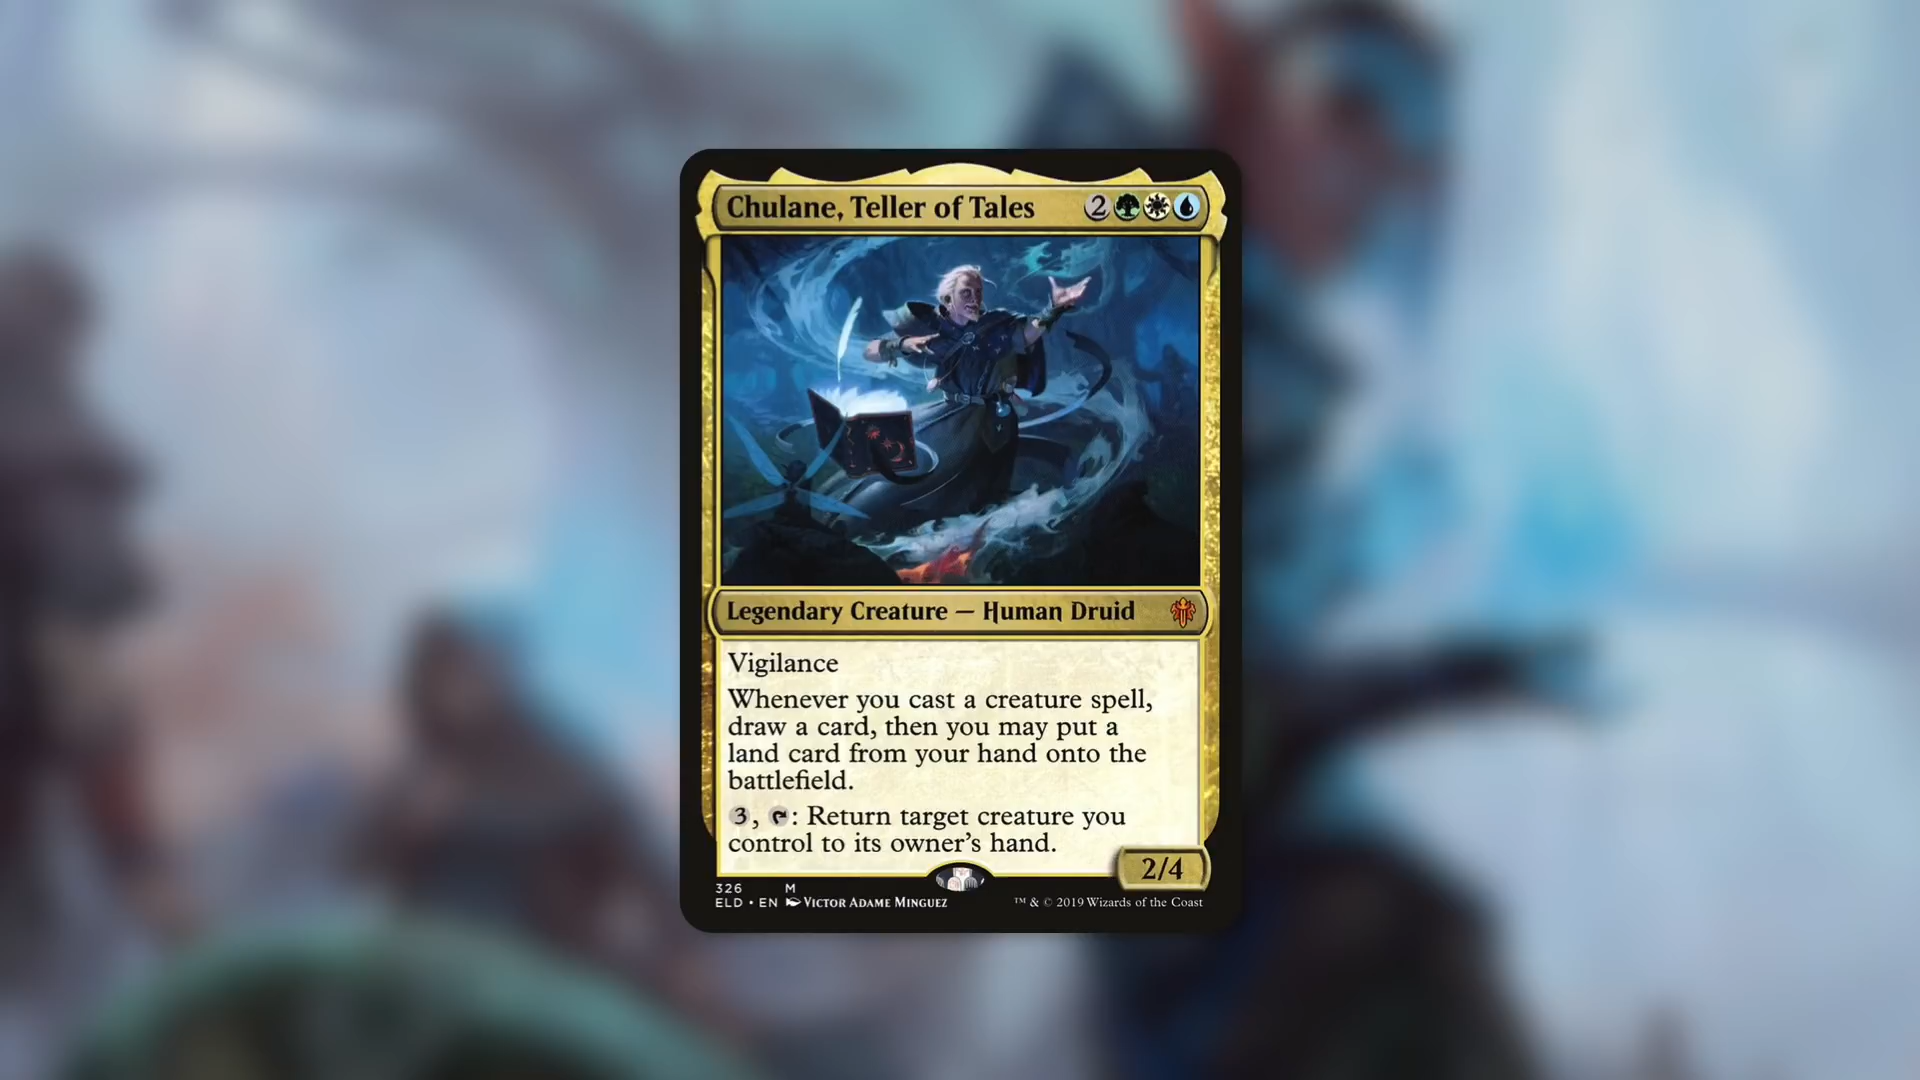 Chulane, Teller of Tales 2
Legendary Creature — Human Druid
Vigilance
Whenever you cast a creature spell,
draw a card, then you may put a
land card from your hand onto the
battlefield.
3, : Return target creature you
control to its owner's hand.
2/4
326 M
ELD • EN Victor Adame Minguez
™ & © 2019 Wizards of the Coast